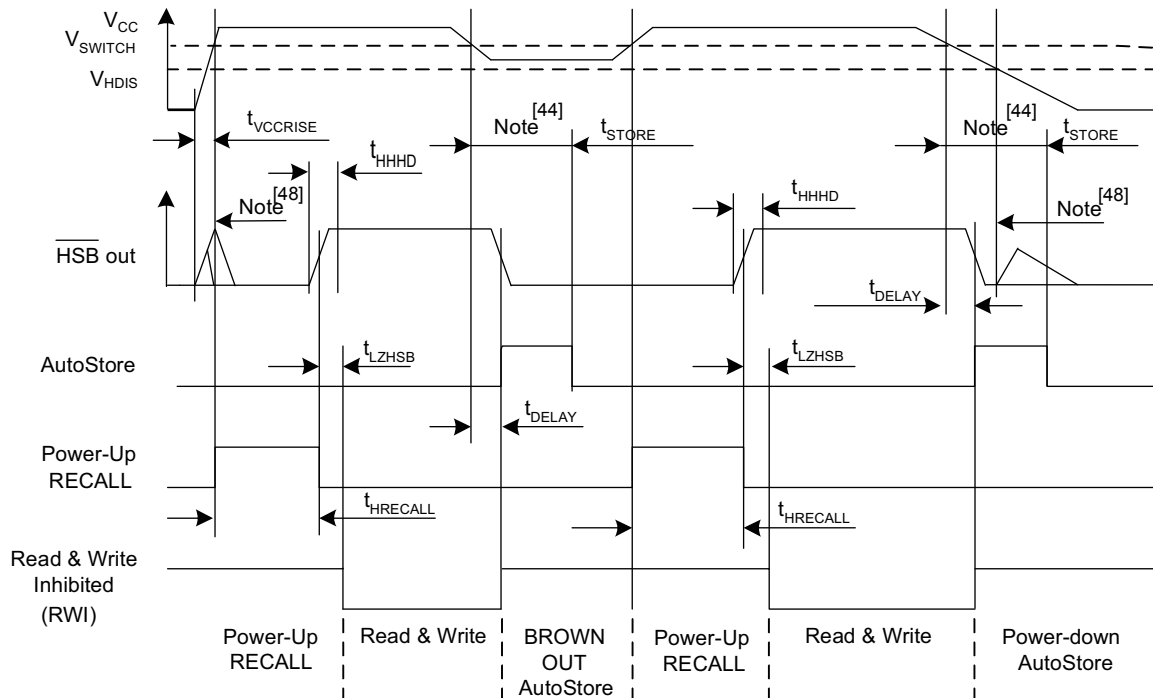 VCC
VSWITCH
VHDIS
tVCCRISE
Note[44]
tSTORE
Note[44]
tSTORE
tHHHD
tHHHD
Note[48]
Note[48]
HSB out
tDELAY
AutoStore
tLZHSB
tLZHSB
tDELAY
Power-Up
RECALL
tHRECALL
tHRECALL
Read & Write
Inhibited
(RWI)
Power-Up
RECALL
Read & Write
BROWN
OUT
AutoStore
Power-Up
RECALL
Read & Write
Power-down
AutoStore